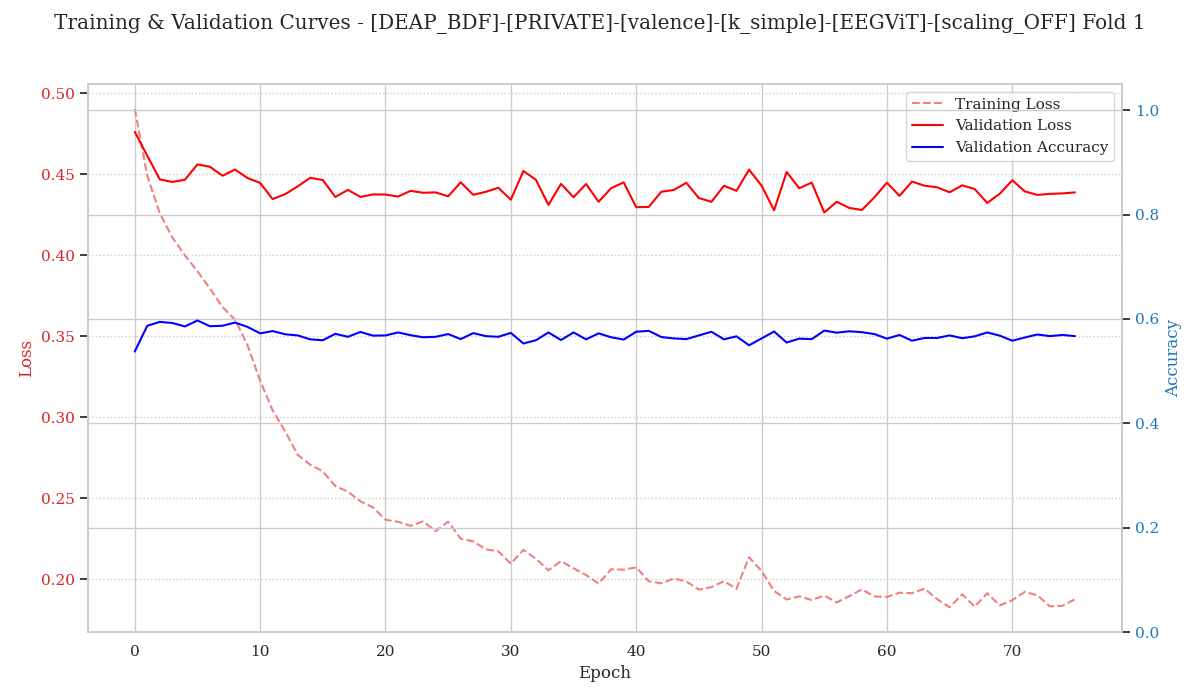 Training & Validation Curves - [DEAP_BDF]-[PRIVATE]-[valence]-[k_simple]-[EEGViT]-[scaling_OFF] Fold 1
Training Loss
Validation Loss
Validation Accuracy
0.50
0.45
0.40
0.35
0.30
0.25
0.20
Loss
1.0
0.8
0.6
0.4
0.2
0.0
Accuracy
0 10 20 30 40 50 60 70
Epoch